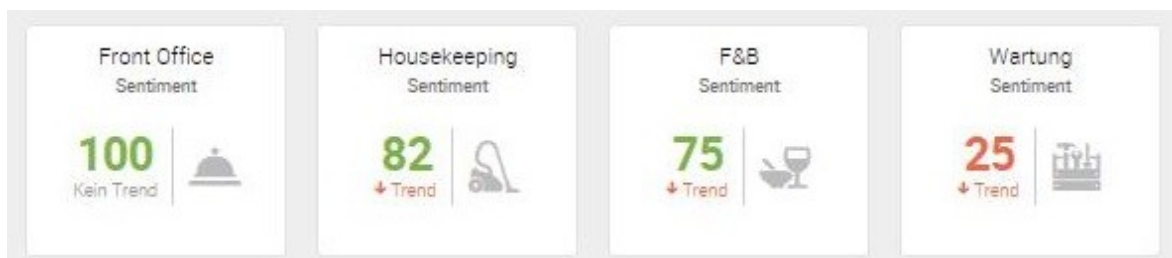 Front Office
Sentiment
100
Kein Trend
Housekeeping
Sentiment
82
Trend
F&B
Sentiment
75
Trend
Wartung
Sentiment
25
Trend